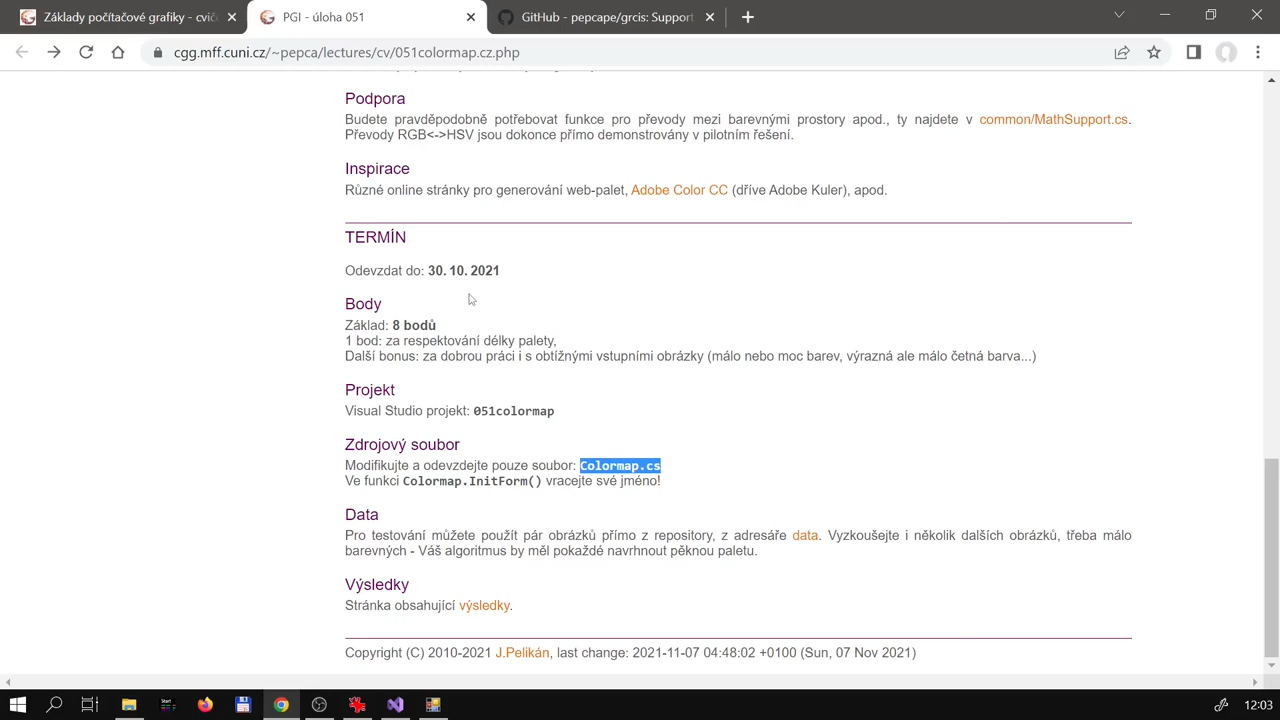 Základy počítačové grafiky - cvič
PGI - úloha 051
GitHub - pepcape/grcis: Support
cgg.mff.cuni.cz/~pepca/lectures/cv/051colormap.cz.php
Podpora
Budete pravděpodobně potřebovat funkce pro převody mezi barevnými prostory apod., ty najdete v common/MathSupport.cs.
Převody RGB<->HSV jsou dokonce přímo demonstrovány v pilotním řešení.
Inspirace
Různé online stránky pro generování web-palet, Adobe Color CC (dříve Adobe Kuler), apod.
TERMÍN
Odevzdat do: 30. 10. 2021
Body
Základ: 8 bodů
1 bod: za respektování délky palety,
Další bonus: za dobrou práci i s obtížnými vstupními obrázky (málo nebo moc barev, výrazná ale málo četná barva...)
Projekt
Visual Studio projekt: 051colormap
Zdrojový soubor
Modifikujte a odevzdejte pouze soubor: Colormap.cs
Ve funkci Colormap.InitForm() vracejte své jméno!
Data
Pro testování můžete použít pár obrázků přímo z repository, z adresáře data. Vyzkoušejte i několik dalších obrázků, třeba málo
barevných - Váš algoritmus by měl pokaždé navrhnout pěknou paletu.
Výsledky
Stránka obsahující výsledky.
Copyright (C) 2010-2021 J.Pelikán, last change: 2021-11-07 04:48:02 +0100 (Sun, 07 Nov 2021)
Start
12:03